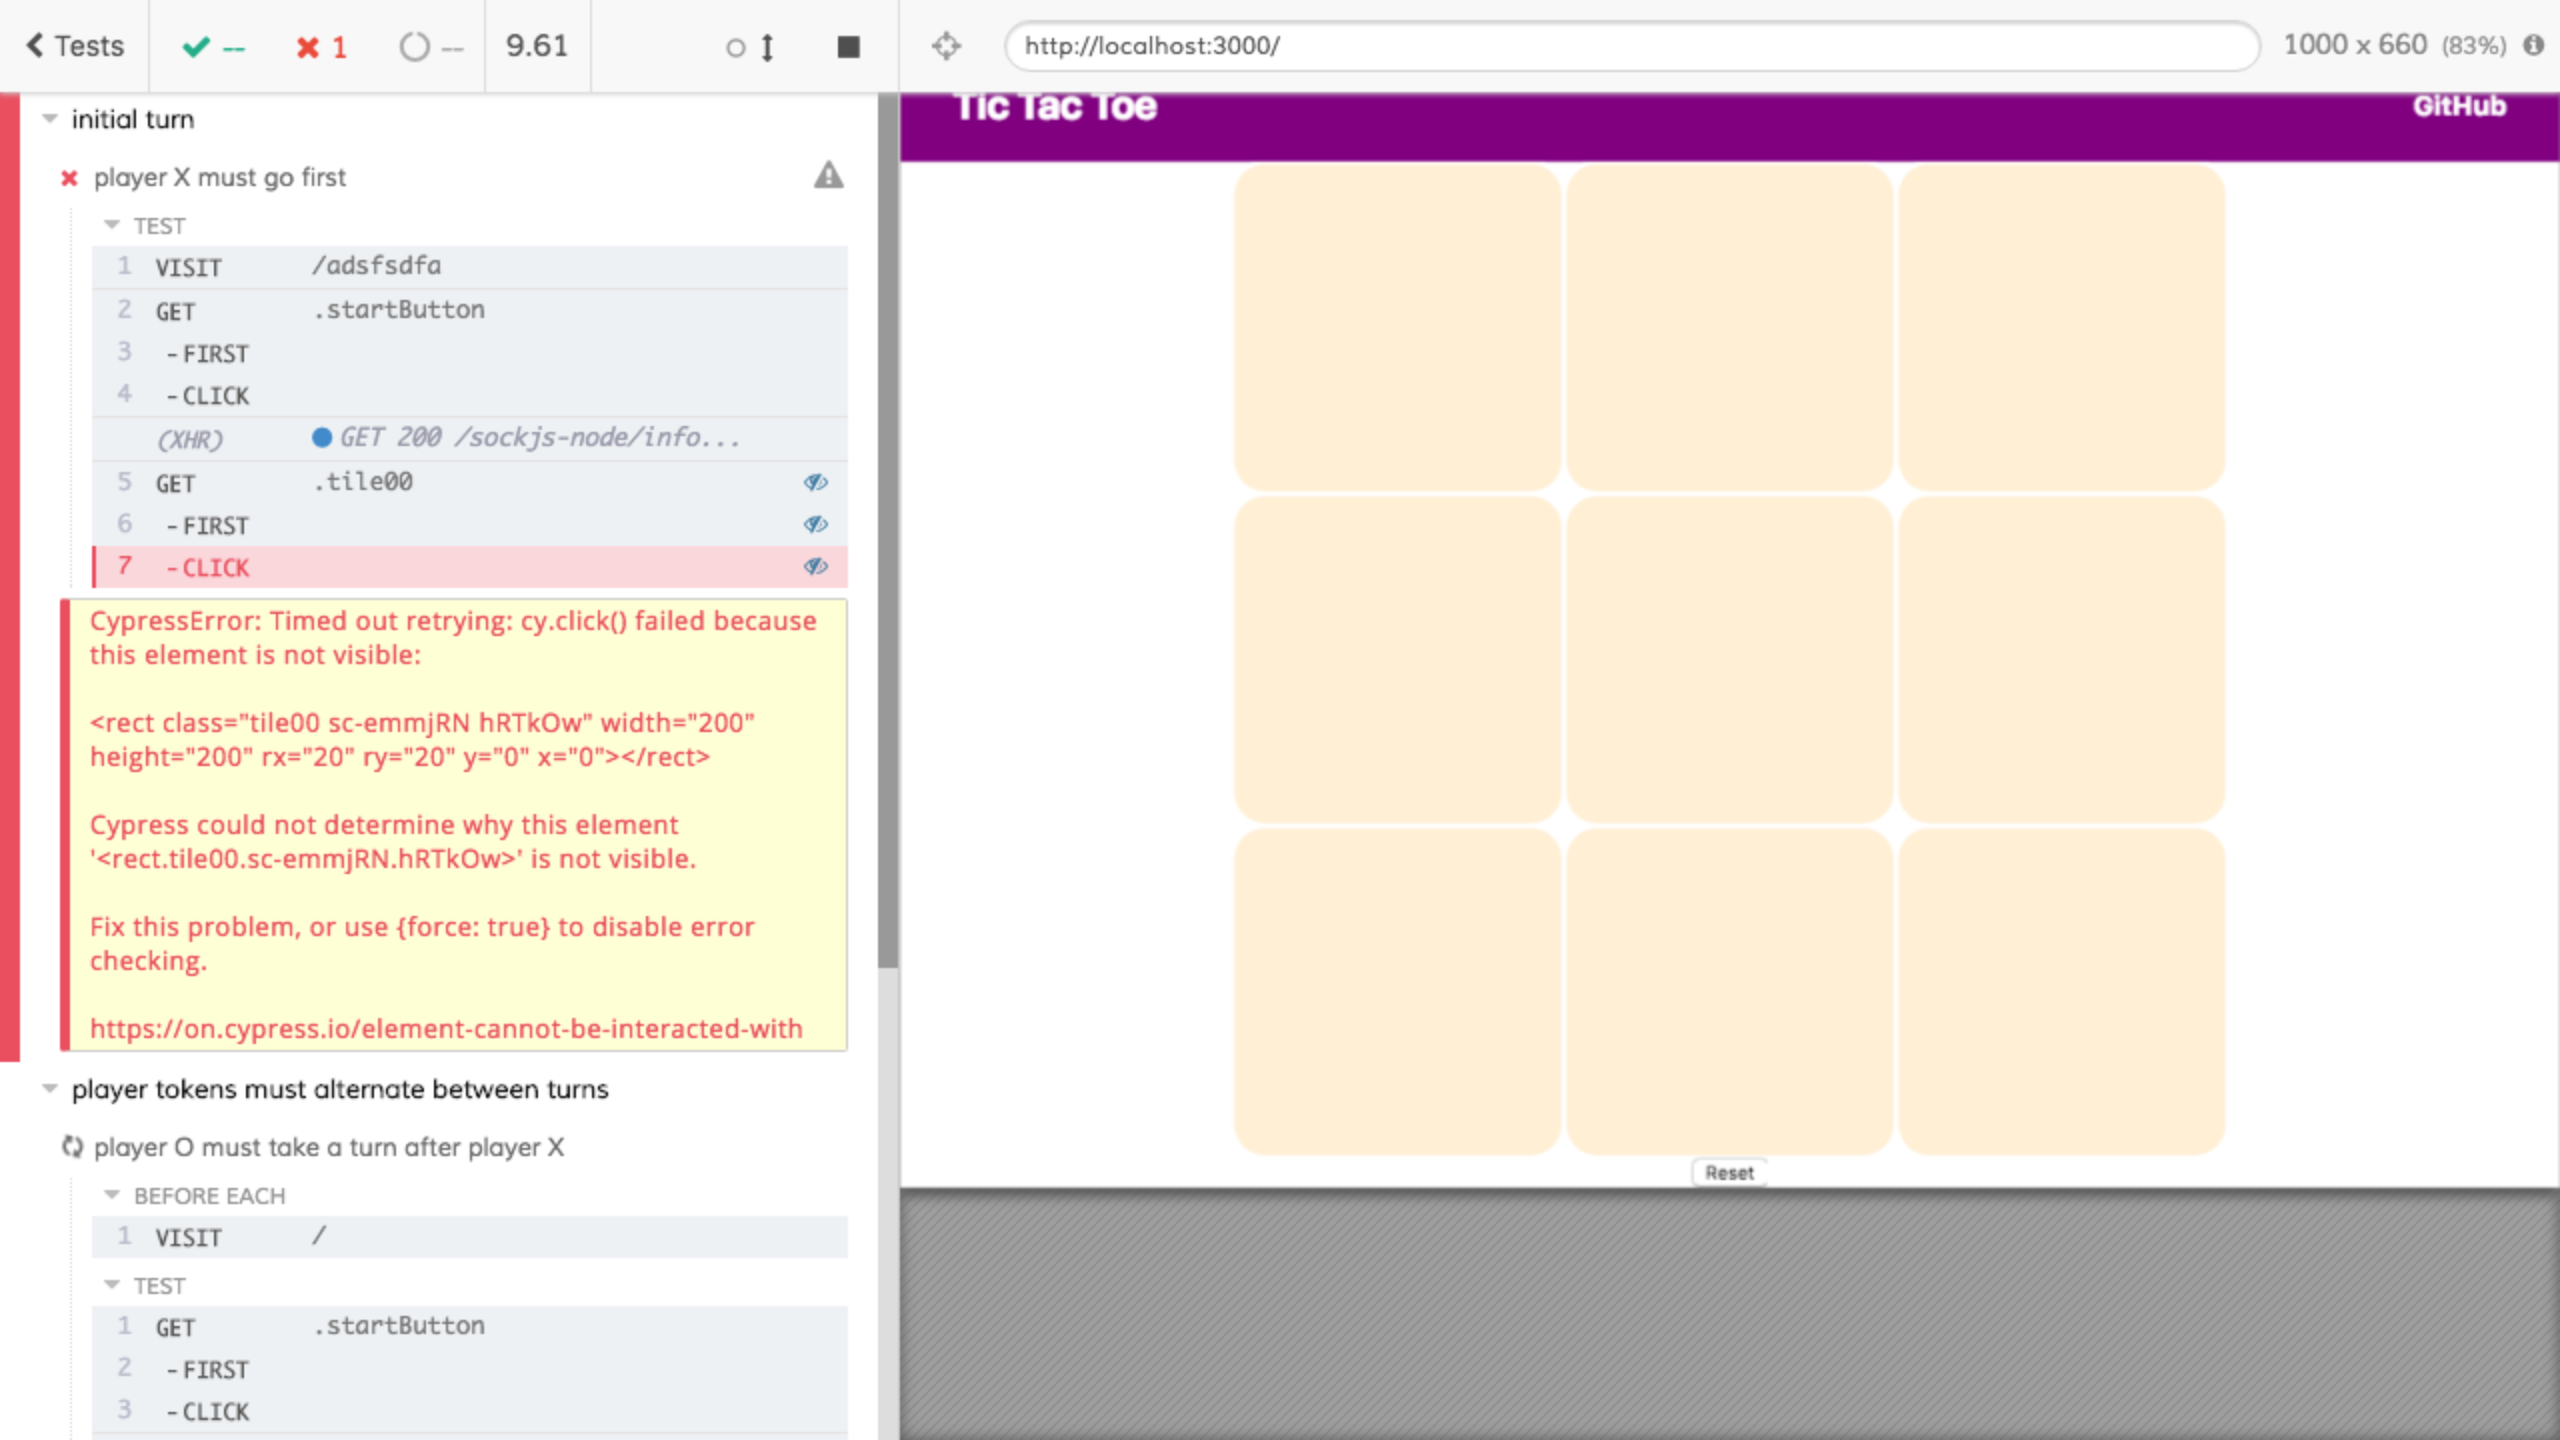 Tests
--
1
--
9.61
http://localhost:3000/
1000 x 660 (83%)
initial turn
player X must go first
TEST
1 VISIT /adsfsdfa
2 GET .startButton
3 -FIRST
4 -CLICK
(XHR) GET 200 /sockjs-node/info...
5 GET .tile00
6 -FIRST
7 -CLICK
CypressError: Timed out retrying: cy.click() failed because
this element is not visible:
<rect class="tile00 sc-emmjRN hRTkOw" width="200"
height="200" rx="20" ry="20" y="0" x="0"></rect>
Cypress could not determine why this element
'<rect.tile00.sc-emmjRN.hRTkOw>' is not visible.
Fix this problem, or use {force: true} to disable error
checking.
https://on.cypress.io/element-cannot-be-interacted-with
player tokens must alternate between turns
player O must take a turn after player X
BEFORE EACH
1 VISIT /
TEST
1 GET .startButton
2 -FIRST
3 -CLICK
Tic Tac Toe
GitHub
Reset